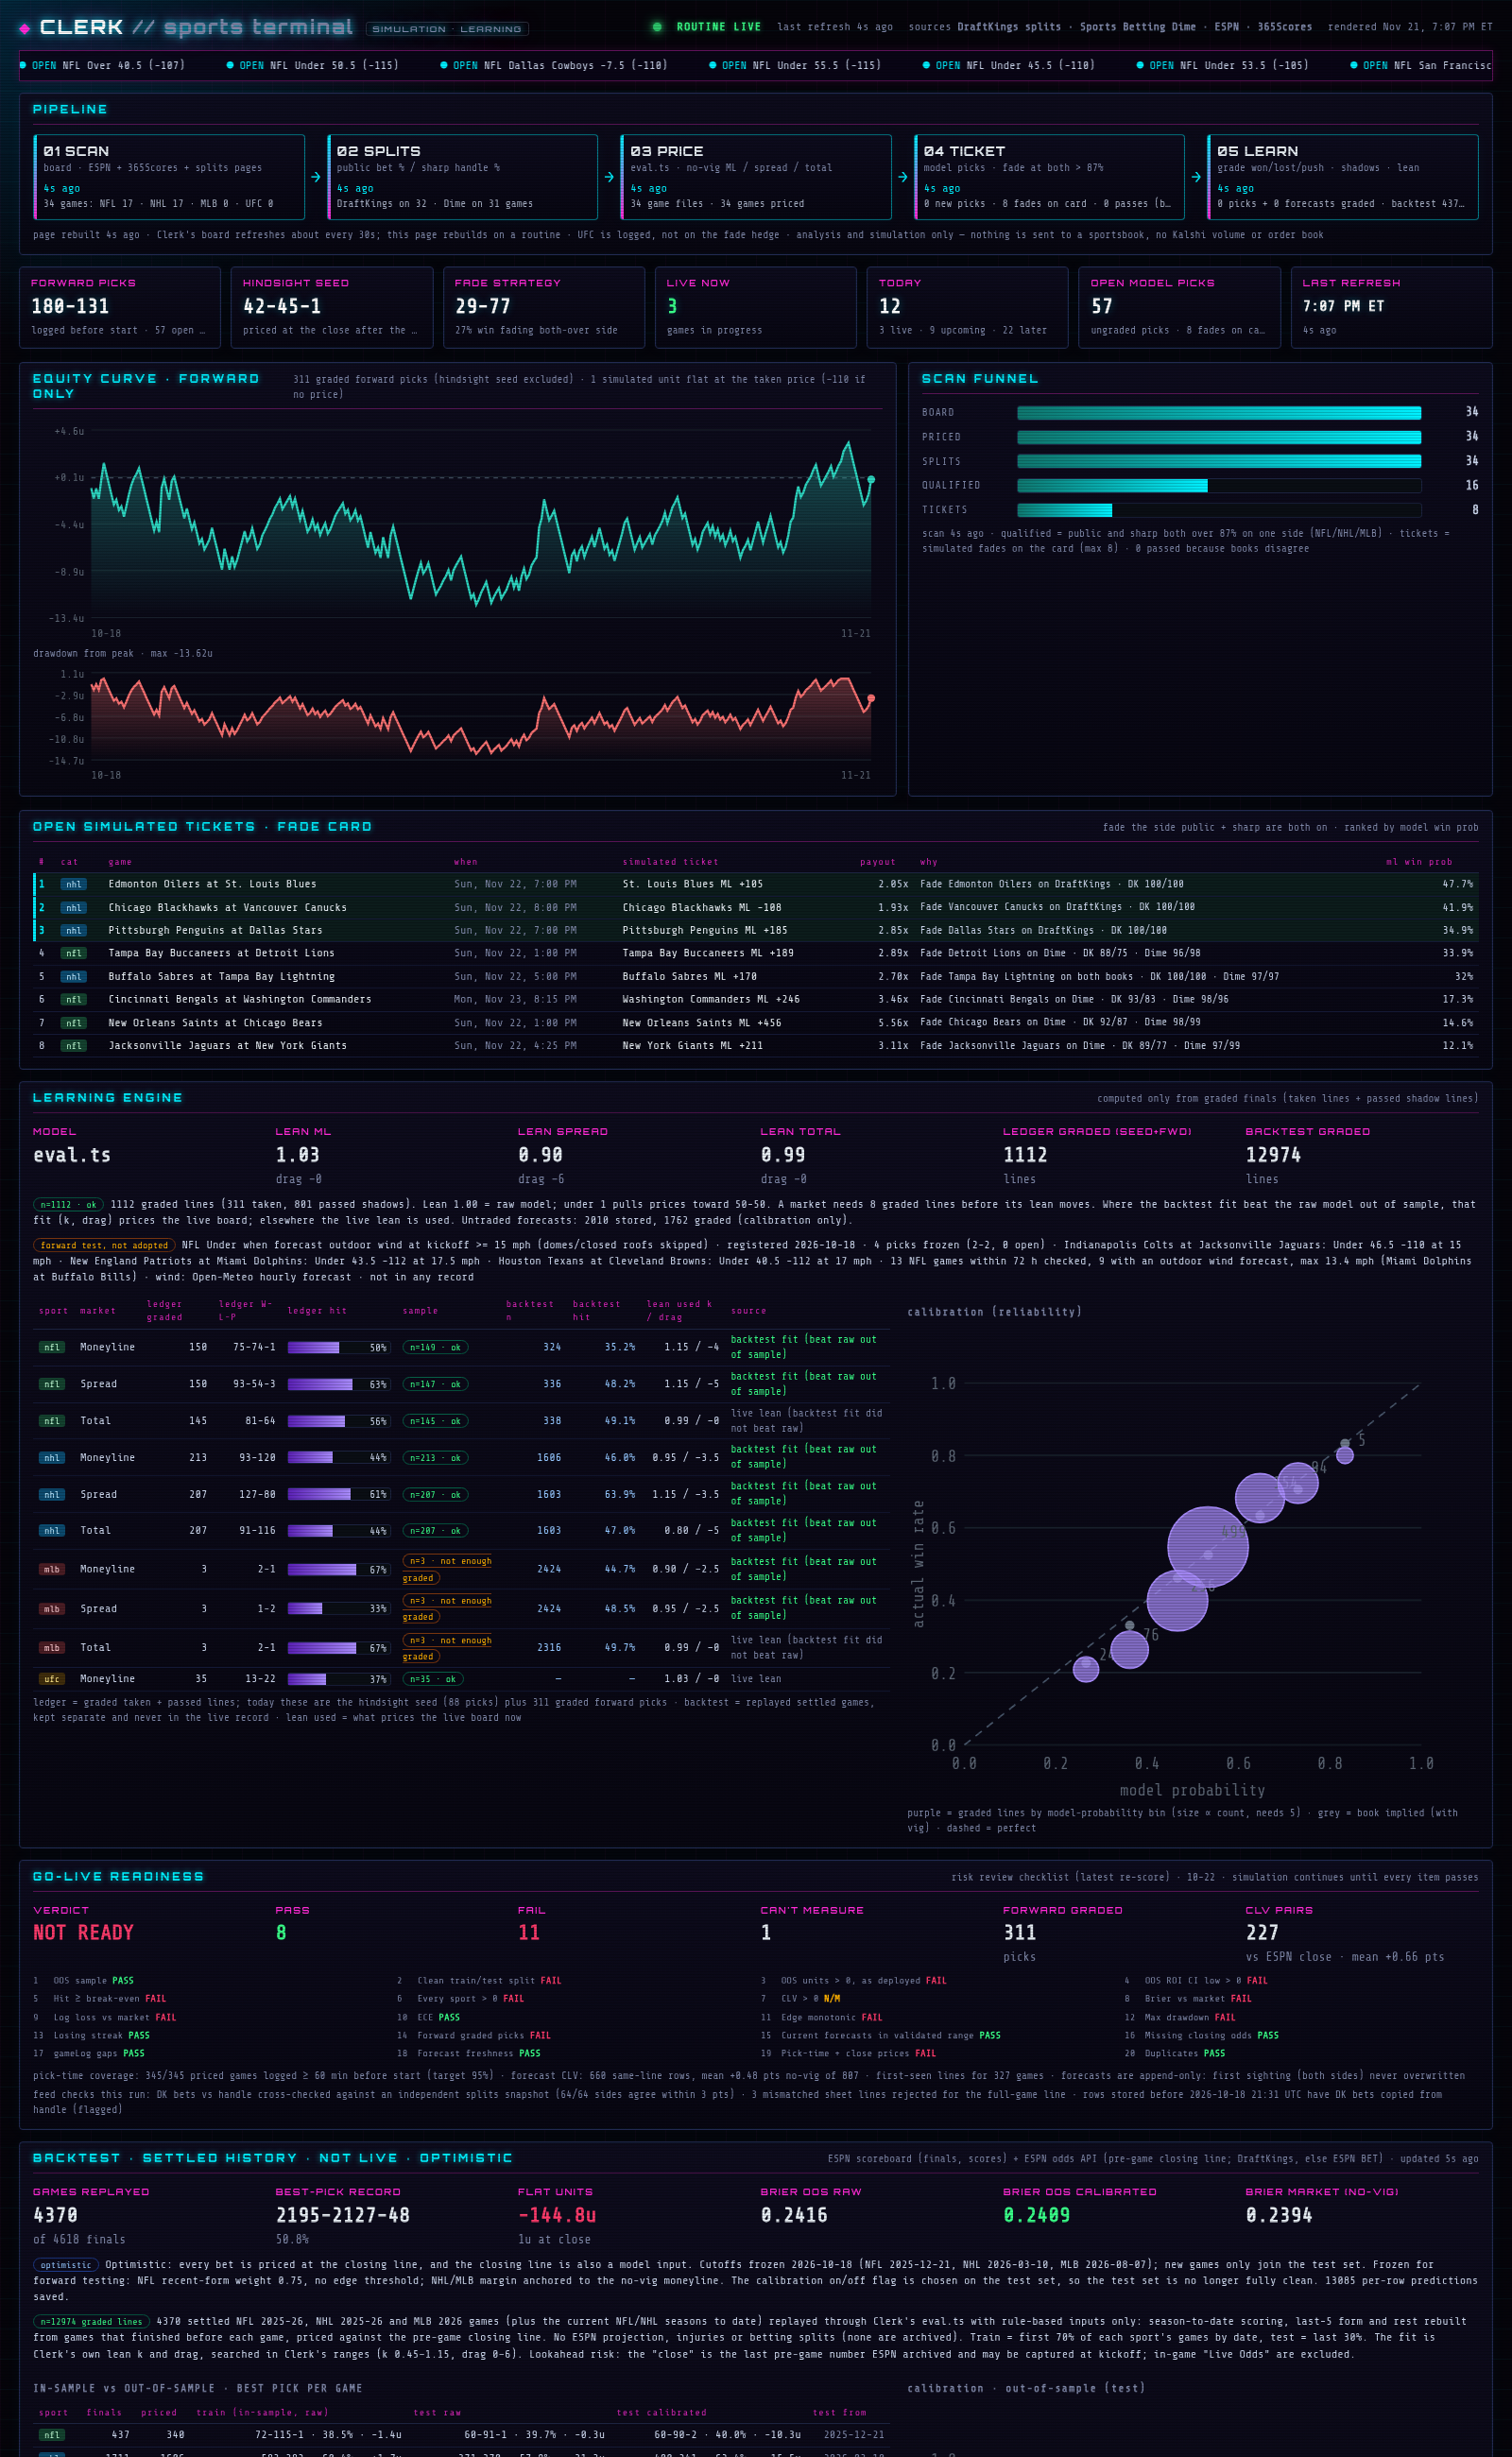 ◆ CLERK // sports terminal SIMULATION · LEARNING
ROUTINE LIVE last refresh 4s ago sources DraftKings splits · Sports Betting Dime · ESPN · 365Scores rendered Nov 21, 7:07 PM ET
● OPEN NFL Over 40.5 (-107) ● OPEN NFL Under 50.5 (-115) ● OPEN NFL Dallas Cowboys -7.5 (-110) ● OPEN NFL Under 55.5 (-115) ● OPEN NFL Under 45.5 (-110) ● OPEN NFL Under 53.5 (-105) ● OPEN NFL San Francisc
PIPELINE
01 SCAN
board · ESPN + 365Scores + splits pages
4s ago
34 games: NFL 17 · NHL 17 · MLB 0 · UFC 0
→
02 SPLITS
public bet % / sharp handle %
4s ago
DraftKings on 32 · Dime on 31 games
→
03 PRICE
eval.ts · no-vig ML / spread / total
4s ago
34 game files · 34 games priced
→
04 TICKET
model picks · fade at both > 87%
4s ago
0 new picks · 8 fades on card · 0 passes (b…
→
05 LEARN
grade won/lost/push · shadows · lean
4s ago
0 picks + 0 forecasts graded · backtest 437…
page rebuilt 4s ago · Clerk's board refreshes about every 30s; this page rebuilds on a routine · UFC is logged, not on the fade hedge · analysis and simulation only — nothing is sent to a sportsbook, no Kalshi volume or order book
FORWARD PICKS
180-131
logged before start · 57 open …
HINDSIGHT SEED
42-45-1
priced at the close after the …
FADE STRATEGY
29-77
27% win fading both-over side
LIVE NOW
3
games in progress
TODAY
12
3 live · 9 upcoming · 22 later
OPEN MODEL PICKS
57
ungraded picks · 8 fades on ca…
LAST REFRESH
7:07 PM ET
4s ago
EQUITY CURVE · FORWARD ONLY
311 graded forward picks (hindsight seed excluded) · 1 simulated unit flat at the taken price (-110 if no price)
+4.6u
+0.1u
-4.4u
-8.9u
-13.4u
10-18 11-21
drawdown from peak · max -13.62u
1.1u
-2.9u
-6.8u
-10.8u
-14.7u
10-18 11-21
SCAN FUNNEL
BOARD 34
PRICED 34
SPLITS 34
QUALIFIED 16
TICKETS 8
scan 4s ago · qualified = public and sharp both over 87% on one side (NFL/NHL/MLB) · tickets = simulated fades on the card (max 8) · 0 passed because books disagree
OPEN SIMULATED TICKETS · FADE CARD
fade the side public + sharp are both on · ranked by model win prob
# cat game when simulated ticket payout why ml win prob
1 nhl Edmonton Oilers at St. Louis Blues Sun, Nov 22, 7:00 PM St. Louis Blues ML +105 2.05x Fade Edmonton Oilers on DraftKings · DK 100/100 47.7%
2 nhl Chicago Blackhawks at Vancouver Canucks Sun, Nov 22, 8:00 PM Chicago Blackhawks ML -108 1.93x Fade Vancouver Canucks on DraftKings · DK 100/100 41.9%
3 nhl Pittsburgh Penguins at Dallas Stars Sun, Nov 22, 7:00 PM Pittsburgh Penguins ML +185 2.85x Fade Dallas Stars on DraftKings · DK 100/100 34.9%
4 nfl Tampa Bay Buccaneers at Detroit Lions Sun, Nov 22, 1:00 PM Tampa Bay Buccaneers ML +189 2.89x Fade Detroit Lions on Dime · DK 88/75 · Dime 96/98 33.9%
5 nhl Buffalo Sabres at Tampa Bay Lightning Sun, Nov 22, 5:00 PM Buffalo Sabres ML +170 2.70x Fade Tampa Bay Lightning on both books · DK 100/100 · Dime 97/97 32%
6 nfl Cincinnati Bengals at Washington Commanders Mon, Nov 23, 8:15 PM Washington Commanders ML +246 3.46x Fade Cincinnati Bengals on Dime · DK 93/83 · Dime 98/96 17.3%
7 nfl New Orleans Saints at Chicago Bears Sun, Nov 22, 1:00 PM New Orleans Saints ML +456 5.56x Fade Chicago Bears on Dime · DK 92/87 · Dime 98/99 14.6%
8 nfl Jacksonville Jaguars at New York Giants Sun, Nov 22, 4:25 PM New York Giants ML +211 3.11x Fade Jacksonville Jaguars on Dime · DK 89/77 · Dime 97/99 12.1%
LEARNING ENGINE
computed only from graded finals (taken lines + passed shadow lines)
MODEL
eval.ts
LEAN ML
1.03
drag -0
LEAN SPREAD
0.90
drag -6
LEAN TOTAL
0.99
drag -0
LEDGER GRADED (SEED+FWD)
1112
lines
BACKTEST GRADED
12974
lines
n=1112 · ok 1112 graded lines (311 taken, 801 passed shadows). Lean 1.00 = raw model; under 1 pulls prices toward 50-50. A market needs 8 graded lines before its lean moves. Where the backtest fit beat the raw model out of sample, that
fit (k, drag) prices the live board; elsewhere the live lean is used. Untraded forecasts: 2010 stored, 1762 graded (calibration only).
forward test, not adopted NFL Under when forecast outdoor wind at kickoff >= 15 mph (domes/closed roofs skipped) · registered 2026-10-18 · 4 picks frozen (2-2, 0 open) · Indianapolis Colts at Jacksonville Jaguars: Under 46.5 -110 at 15
mph · New England Patriots at Miami Dolphins: Under 43.5 -112 at 17.5 mph · Houston Texans at Cleveland Browns: Under 40.5 -112 at 17 mph · 13 NFL games within 72 h checked, 9 with an outdoor wind forecast, max 13.4 mph (Miami Dolphins
at Buffalo Bills) · wind: Open-Meteo hourly forecast · not in any record
sport market ledger graded ledger W-L-P ledger hit sample backtest n backtest hit lean used k / drag source
nfl Moneyline 150 75-74-1 50% n=149 · ok 324 35.2% 1.15 / -4 backtest fit (beat raw out of sample)
nfl Spread 150 93-54-3 63% n=147 · ok 336 48.2% 1.15 / -5 backtest fit (beat raw out of sample)
nfl Total 145 81-64 56% n=145 · ok 338 49.1% 0.99 / -0 live lean (backtest fit did not beat raw)
nhl Moneyline 213 93-120 44% n=213 · ok 1606 46.0% 0.95 / -3.5 backtest fit (beat raw out of sample)
nhl Spread 207 127-80 61% n=207 · ok 1603 63.9% 1.15 / -3.5 backtest fit (beat raw out of sample)
nhl Total 207 91-116 44% n=207 · ok 1603 47.0% 0.80 / -5 backtest fit (beat raw out of sample)
mlb Moneyline 3 2-1 67% n=3 · not enough graded 2424 44.7% 0.90 / -2.5 backtest fit (beat raw out of sample)
mlb Spread 3 1-2 33% n=3 · not enough graded 2424 48.5% 0.95 / -2.5 backtest fit (beat raw out of sample)
mlb Total 3 2-1 67% n=3 · not enough graded 2316 49.7% 0.99 / -0 live lean (backtest fit did not beat raw)
ufc Moneyline 35 13-22 37% n=35 · ok — — 1.03 / -0 live lean
ledger = graded taken + passed lines; today these are the hindsight seed (88 picks) plus 311 graded forward picks · backtest = replayed settled games,
kept separate and never in the live record · lean used = what prices the live board now
calibration (reliability)
1.0
0.8
0.6
0.4
0.2
0.0
0.0 0.2 0.4 0.6 0.8 1.0
actual win rate
model probability
76
5
purple = graded lines by model-probability bin (size ∝ count, needs 5) · grey = book implied (with
vig) · dashed = perfect
GO-LIVE READINESS
risk review checklist (latest re-score) · 10-22 · simulation continues until every item passes
VERDICT
NOT READY
PASS
8
FAIL
11
CAN'T MEASURE
1
FORWARD GRADED
311
picks
CLV PAIRS
227
vs ESPN close · mean +0.66 pts
1 OOS sample PASS 2 Clean train/test split FAIL 3 OOS units > 0, as deployed FAIL 4 OOS ROI CI low > 0 FAIL
5 Hit ≥ break-even FAIL 6 Every sport > 0 FAIL 7 CLV > 0 N/M 8 Brier vs market FAIL
9 Log loss vs market FAIL 10 ECE PASS 11 Edge monotonic FAIL 12 Max drawdown FAIL
13 Losing streak PASS 14 Forward graded picks FAIL 15 Current forecasts in validated range PASS 16 Missing closing odds PASS
17 gameLog gaps PASS 18 Forecast freshness PASS 19 Pick-time + close prices FAIL 20 Duplicates PASS
pick-time coverage: 345/345 priced games logged ≥ 60 min before start (target 95%) · forecast CLV: 660 same-line rows, mean +0.48 pts no-vig of 807 · first-seen lines for 327 games · forecasts are append-only: first sighting (both sides) never overwritten
feed checks this run: DK bets vs handle cross-checked against an independent splits snapshot (64/64 sides agree within 3 pts) · 3 mismatched sheet lines rejected for the full-game line · rows stored before 2026-10-18 21:31 UTC have DK bets copied from
handle (flagged)
BACKTEST · SETTLED HISTORY · NOT LIVE · OPTIMISTIC
ESPN scoreboard (finals, scores) + ESPN odds API (pre-game closing line; DraftKings, else ESPN BET) · updated 5s ago
GAMES REPLAYED
4370
of 4618 finals
BEST-PICK RECORD
2195-2127-48
50.8%
FLAT UNITS
-144.8u
1u at close
BRIER OOS RAW
0.2416
BRIER OOS CALIBRATED
0.2409
BRIER MARKET (NO-VIG)
0.2394
optimistic Optimistic: every bet is priced at the closing line, and the closing line is also a model input. Cutoffs frozen 2026-10-18 (NFL 2025-12-21, NHL 2026-03-10, MLB 2026-08-07); new games only join the test set. Frozen for
forward testing: NFL recent-form weight 0.75, no edge threshold; NHL/MLB margin anchored to the no-vig moneyline. The calibration on/off flag is chosen on the test set, so the test set is no longer fully clean. 13085 per-row predictions
saved.
n=12974 graded lines 4370 settled NFL 2025-26, NHL 2025-26 and MLB 2026 games (plus the current NFL/NHL seasons to date) replayed through Clerk's eval.ts with rule-based inputs only: season-to-date scoring, last-5 form and rest rebuilt
from games that finished before each game, priced against the pre-game closing line. No ESPN projection, injuries or betting splits (none are archived). Train = first 70% of each sport's games by date, test = last 30%. The fit is
Clerk's own lean k and drag, searched in Clerk's ranges (k 0.45-1.15, drag 0-6). Lookahead risk: the "close" is the last pre-game number ESPN archived and may be captured at kickoff; in-game "Live Odds" are excluded.
IN-SAMPLE vs OUT-OF-SAMPLE · BEST PICK PER GAME
calibration · out-of-sample (test)
sport finals priced train (in-sample, raw) test raw test calibrated test from
nfl 437 340 72-115-1 · 38.5% · -1.4u 60-91-1 · 39.7% · -0.3u 60-90-2 · 40.0% · -10.3u 2025-12-21